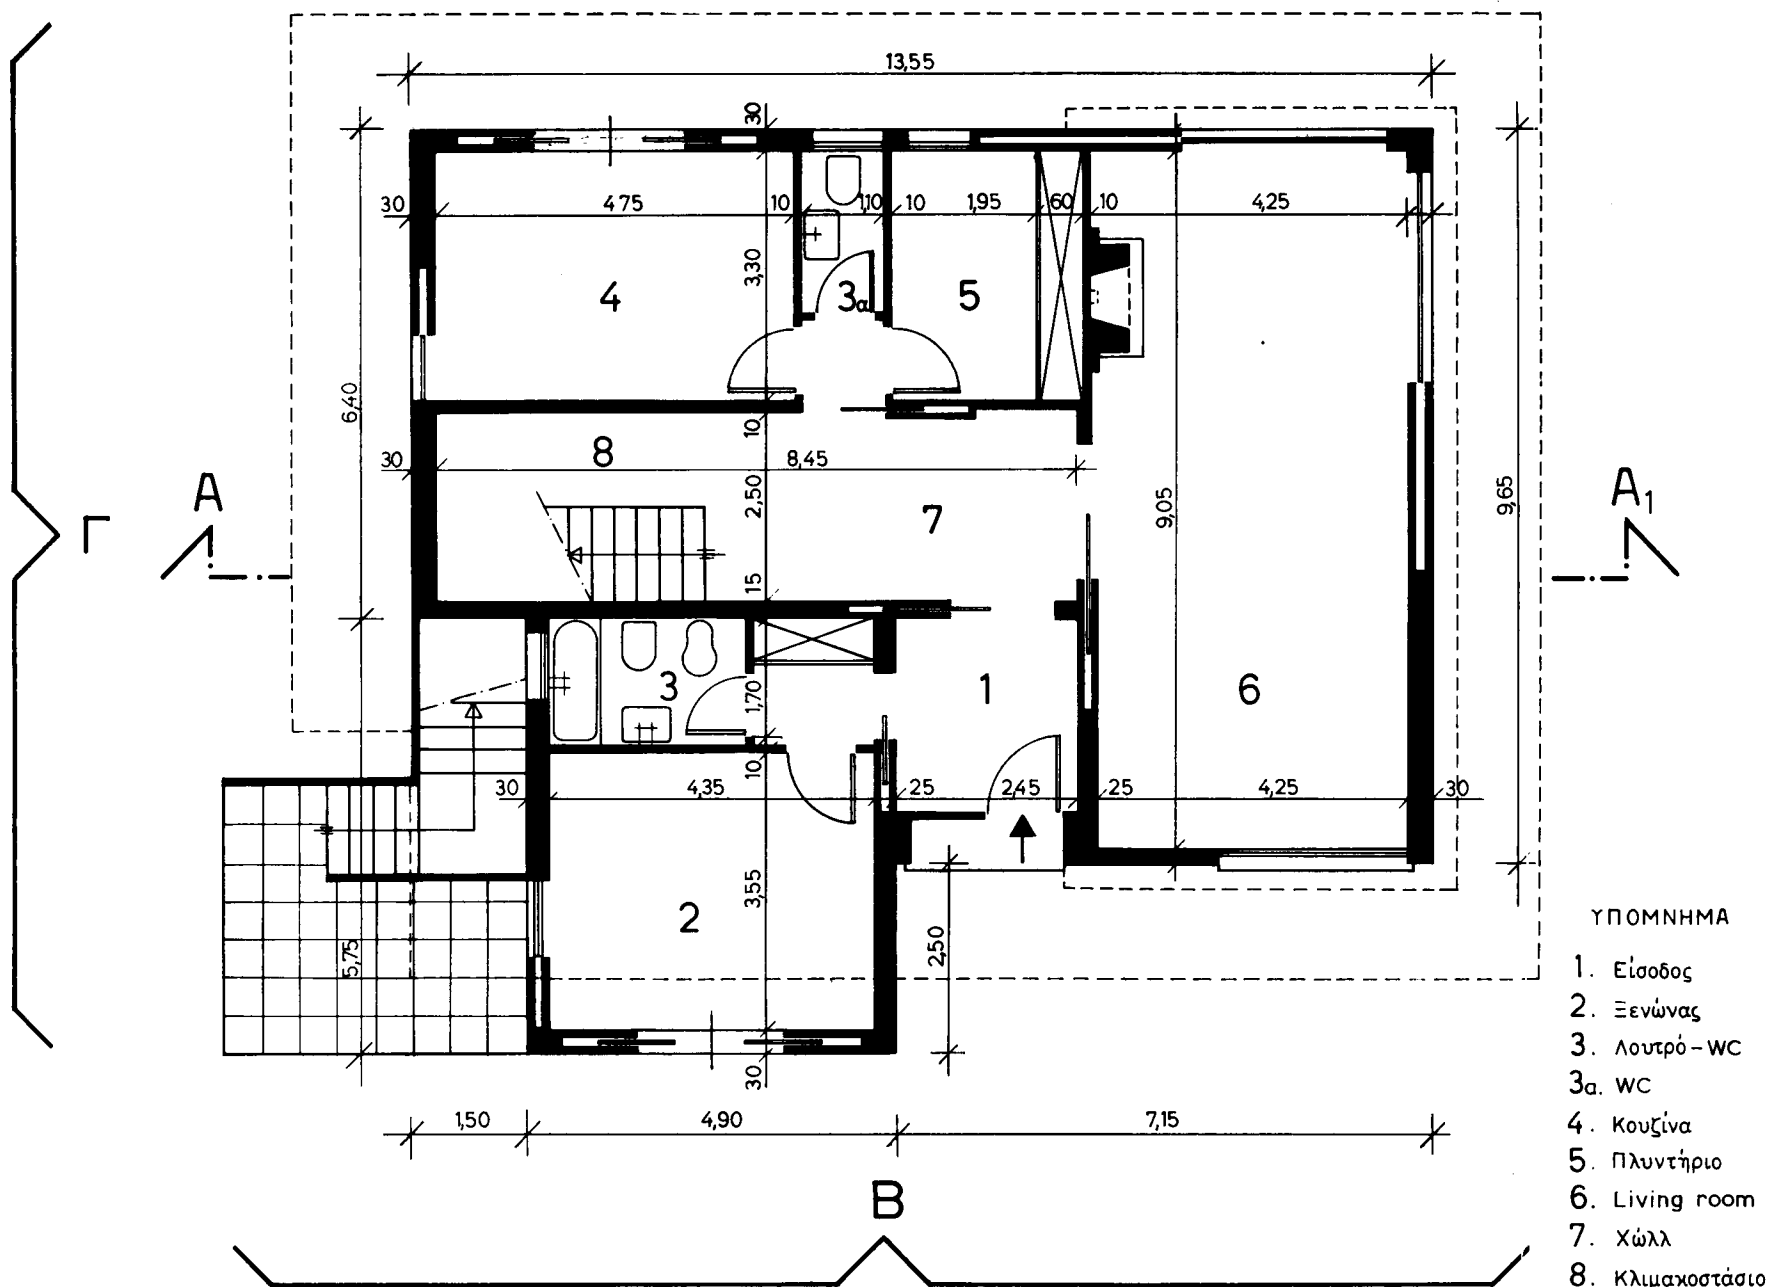 13,55
30
30 475 10 1,10 10 1,95 60 10 4,25
3,30
4
3α
5
6,40
10
8
30 8,45
Α
Α1
Γ
2,50
7
9,05
9,65
15
3
1,70
1
6
10
30 4,35 25 2,45 25 4,25 30
3,55
2
2,50
5,75
30
1,50 4,90 7,15
Β
ΥΠΟΜΝΗΜΑ
1. Είσοδος
2. Ξενώνας
3. Λουτρό-WC
3α. WC
4. Κουζίνα
5. Πλυντήριο
6. Living room
7. Χώλλ
8. Κλιμακοστάσιο